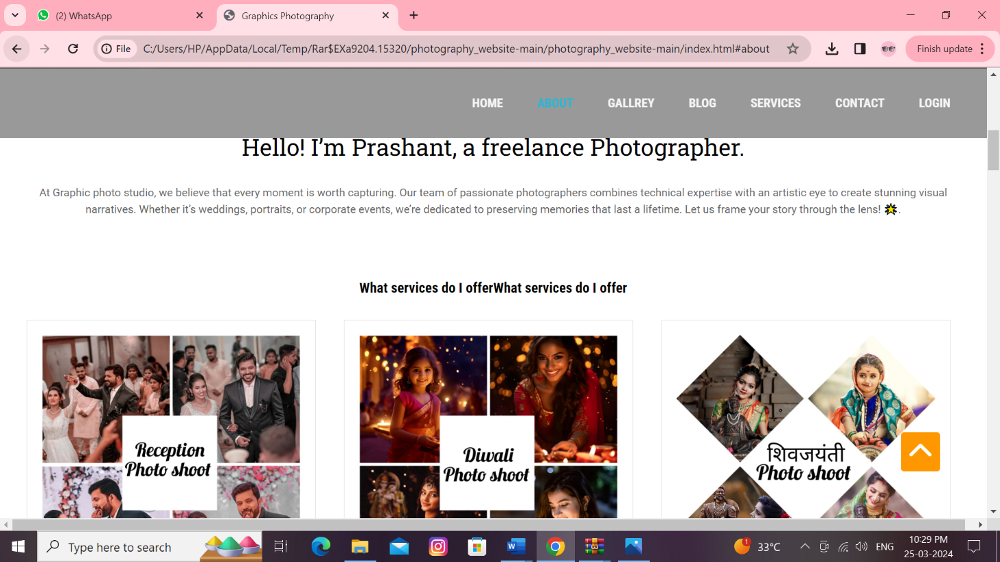 (2) WhatsApp
Graphics Photography
File
C:/Users/HP/AppData/Local/Temp/Rar$EXa9204.15320/photography_website-main/photography_website-main/index.html#about
Finish update
HOME
ABOUT
GALLREY
BLOG
SERVICES
CONTACT
LOGIN
Hello! I’m Prashant, a freelance Photographer.
At Graphic photo studio, we believe that every moment is worth capturing. Our team of passionate photographers combines technical expertise with an artistic eye to create stunning visual
narratives. Whether it’s weddings, portraits, or corporate events, we’re dedicated to preserving memories that last a lifetime. Let us frame your story through the lens! 🌟.
What services do I offerWhat services do I offer
Reception
Photo shoot
Diwali
Photo shoot
शिवजयंती
Photo shoot
Type here to search
W
1
33°C
ENG
10:29 PM
25-03-2024